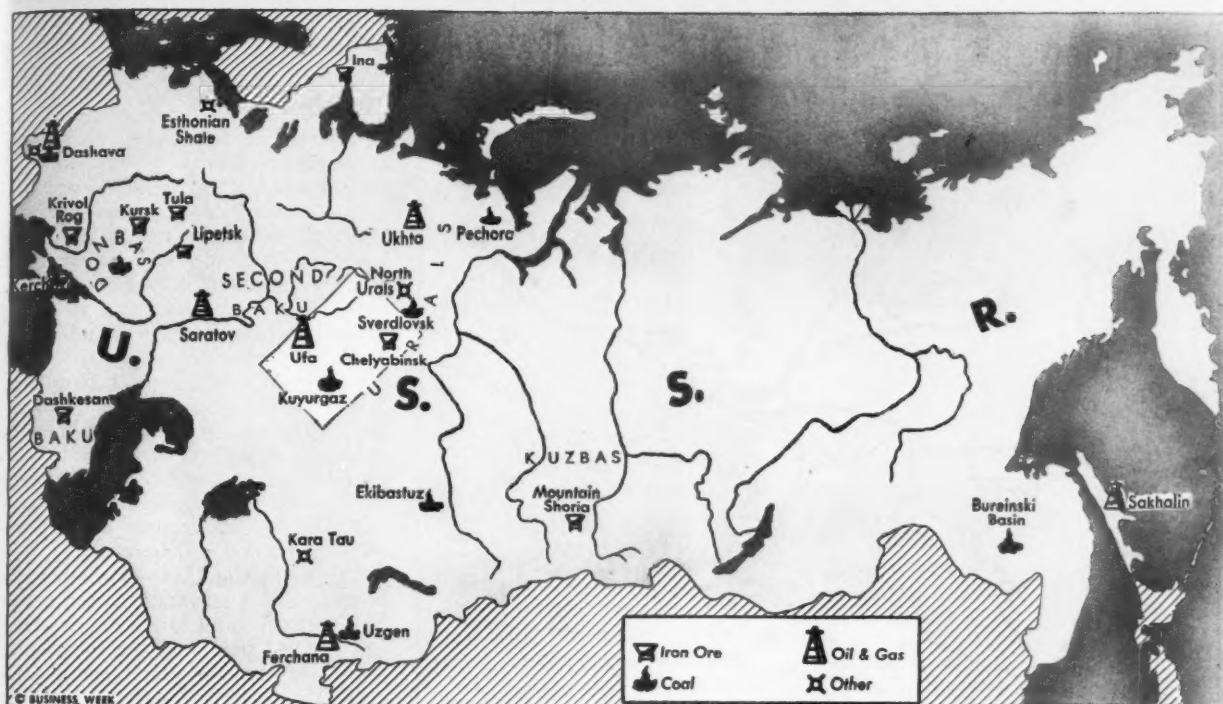 Ina
Esthonian
Shale
Dashava
Krivoi
Rog
Kursk
Tula
Lipetsk
DONBAS
Kerch
Ukhta
Pechora
SECOND
BAKU
North
Urals
URALS
Saratov
Ufa
Sverdlovsk
Chelyabinsk
Kuyurgaz
U. S. S. R.
Dashkesan
BAKU
KUZBAS
Ekibastuz
Mountain
Shoria
Bureinski
Basin
Sakhalin
Kara Tau
Uzgen
Ferchana
Iron Ore
Oil & Gas
Coal
Other
© BUSINESS WEEK